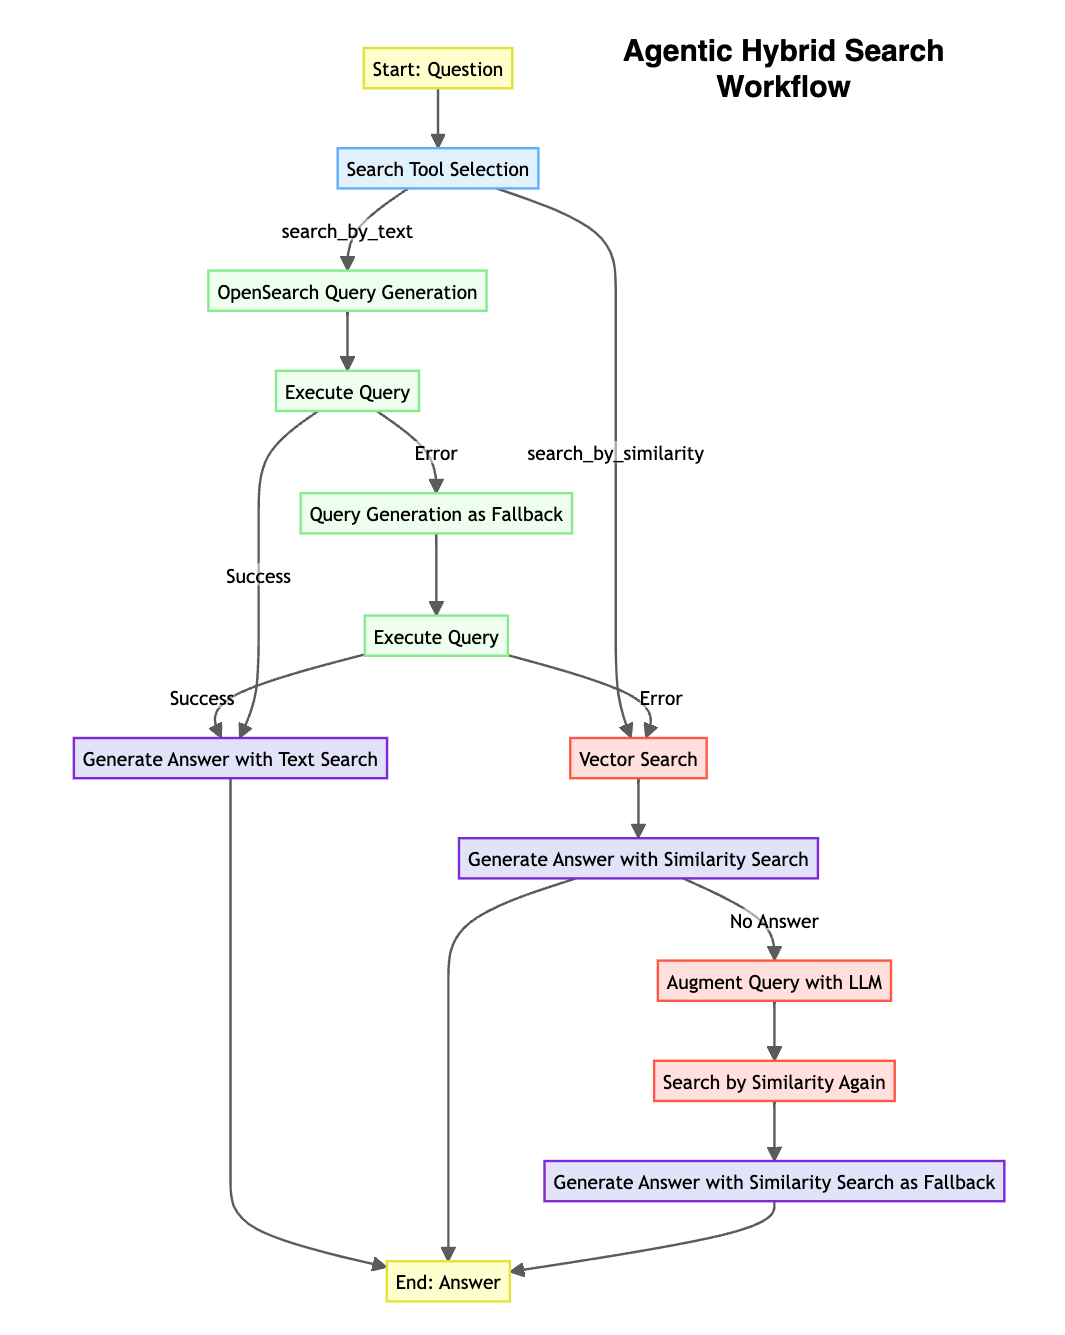 Agentic Hybrid Search
Workflow
Start: Question
Search Tool Selection
search_by_text
OpenSearch Query Generation
Execute Query
Error
search_by_similarity
Query Generation as Fallback
Success
Execute Query
Success
Error
Generate Answer with Text Search
Vector Search
Generate Answer with Similarity Search
No Answer
Augment Query with LLM
Search by Similarity Again
Generate Answer with Similarity Search as Fallback
End: Answer